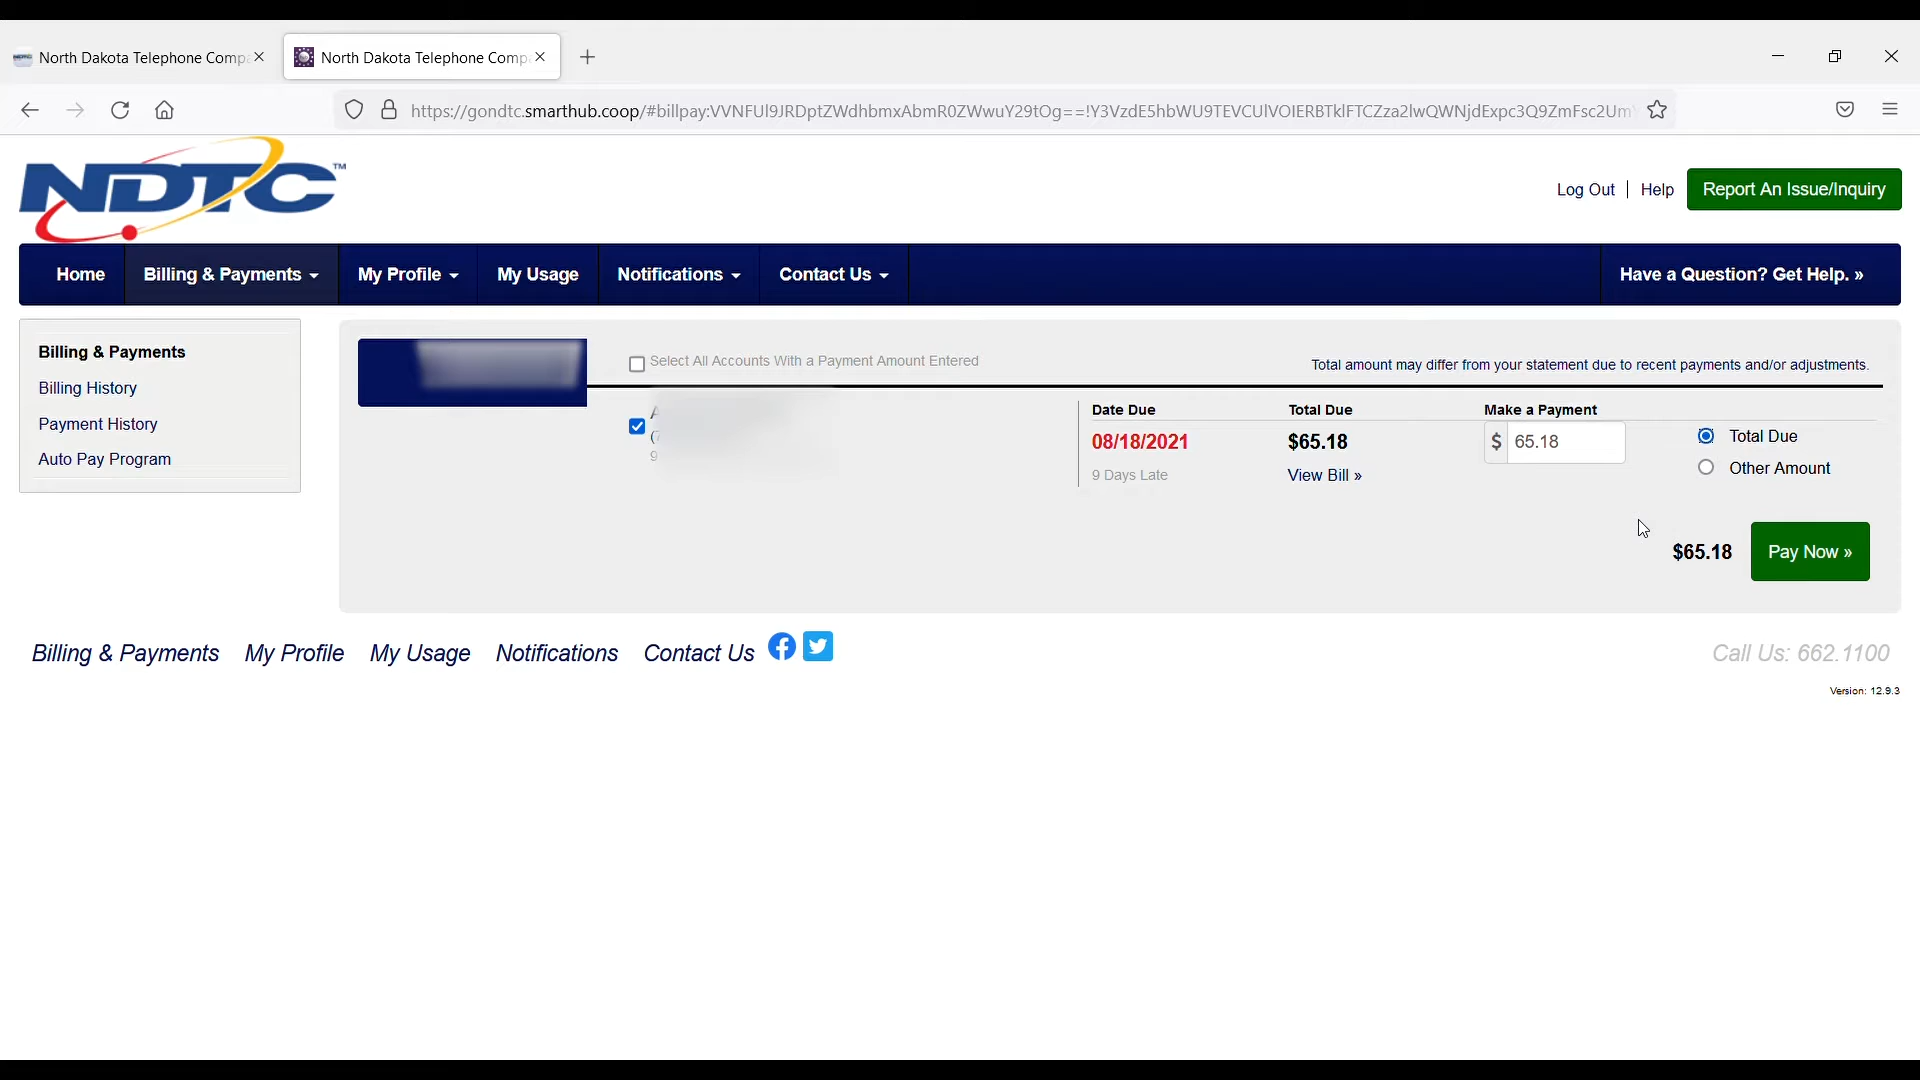 North Dakota Telephone Comp
North Dakota Telephone Comp
https://gondtc.smarthub.coop/#billpay:VVNFUl9JRDptZWdhbmxAbmR0ZWwuY29tOg==!Y3VzdE5hbWU9TEVCUlVOIERBTklFTCZza2lwQWNjdExpc3Q9ZmFsc2Um
NDTC™
Log Out | Help Report An Issue/Inquiry
Home Billing & Payments My Profile My Usage Notifications Contact Us Have a Question? Get Help. »
Billing & Payments
Billing History
Payment History
Auto Pay Program
Select All Accounts With a Payment Amount Entered
Total amount may differ from your statement due to recent payments and/or adjustments.
Date Due Total Due Make a Payment
08/18/2021 $65.18 $ 65.18 Total Due
9 Days Late View Bill » Other Amount
$65.18 Pay Now »
Billing & Payments My Profile My Usage Notifications Contact Us Call Us: 662.1100
Version: 12.9.3